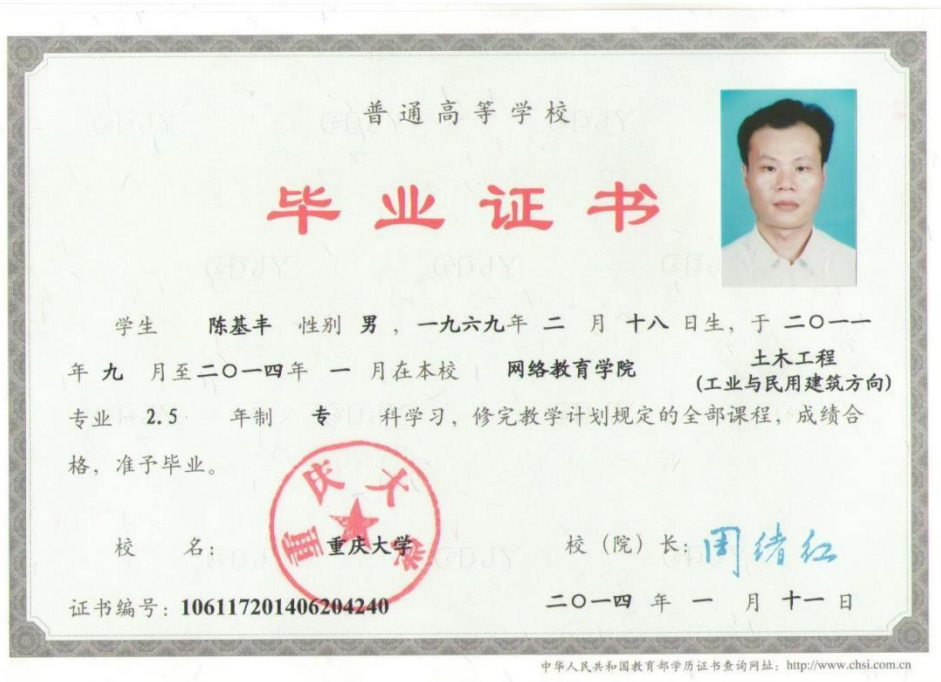 普通高等学校
毕业证书
学生 陈基丰 性别 男 ，一九六九年 二 月 十八 日生，于 二〇一一
年 九 月至二〇一四年 一 月在本校 网络教育学院 土木工程
(工业与民用建筑方向)
专业 2.5 年制 专 科学习，修完教学计划规定的全部课程，成绩合
格，准予毕业。
重庆大学
校 名：重庆大学 校（院）长：周绪红
证书编号：106117201406204240 二〇一四 年 一 月 十一 日
中华人民共和国教育部学历证书查询网址：http://www.chsi.com.cn